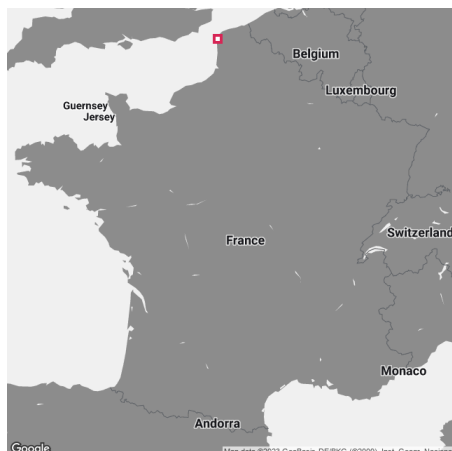 Belgium
Luxembourg
Guernsey
Jersey
Switzerland
France
Monaco
Andorra
Google